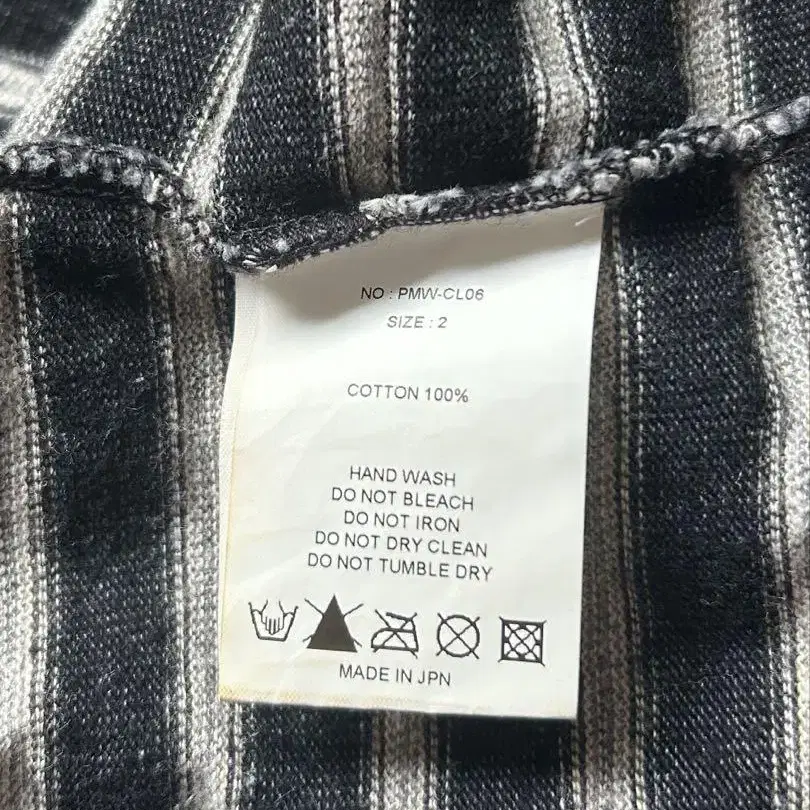 NO : PMW-CL06
SIZE : 2
COTTON 100%
HAND WASH
DO NOT BLEACH
DO NOT IRON
DO NOT DRY CLEAN
DO NOT TUMBLE DRY
MADE IN JPN